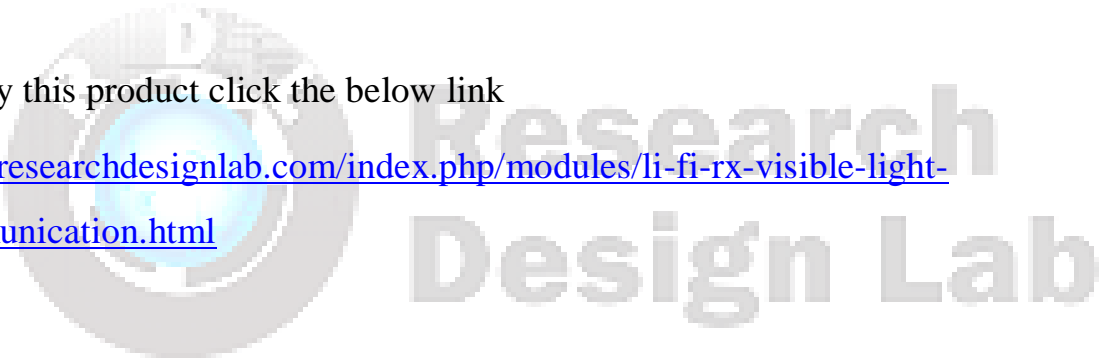 y this product click the below link
researchdesignlab.com/index.php/modules/li-fi-rx-visible-light-
unication.html
D
Research
Design Lab